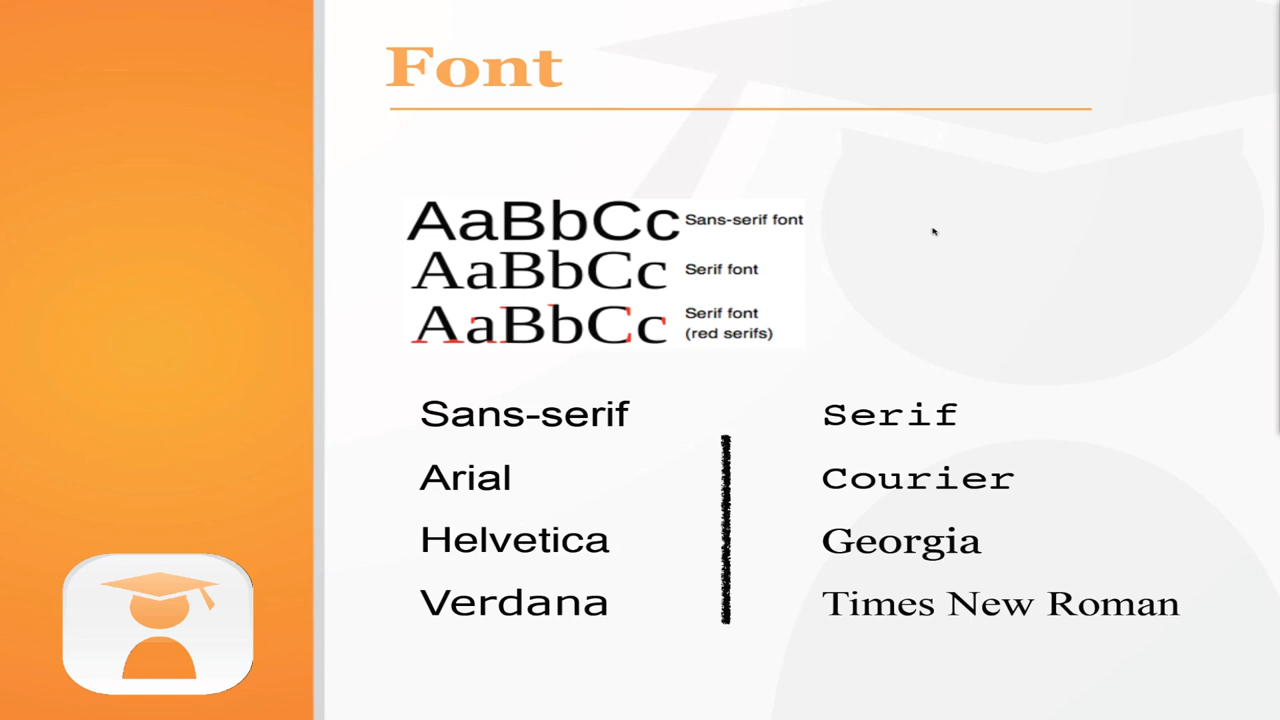 Font
AaBbCc Sans-serif font
AaBbCc Serif font
AaBbCc Serif font
(red serifs)
Sans-serif
Serif
Arial
Courier
Helvetica
Georgia
Verdana
Times New Roman